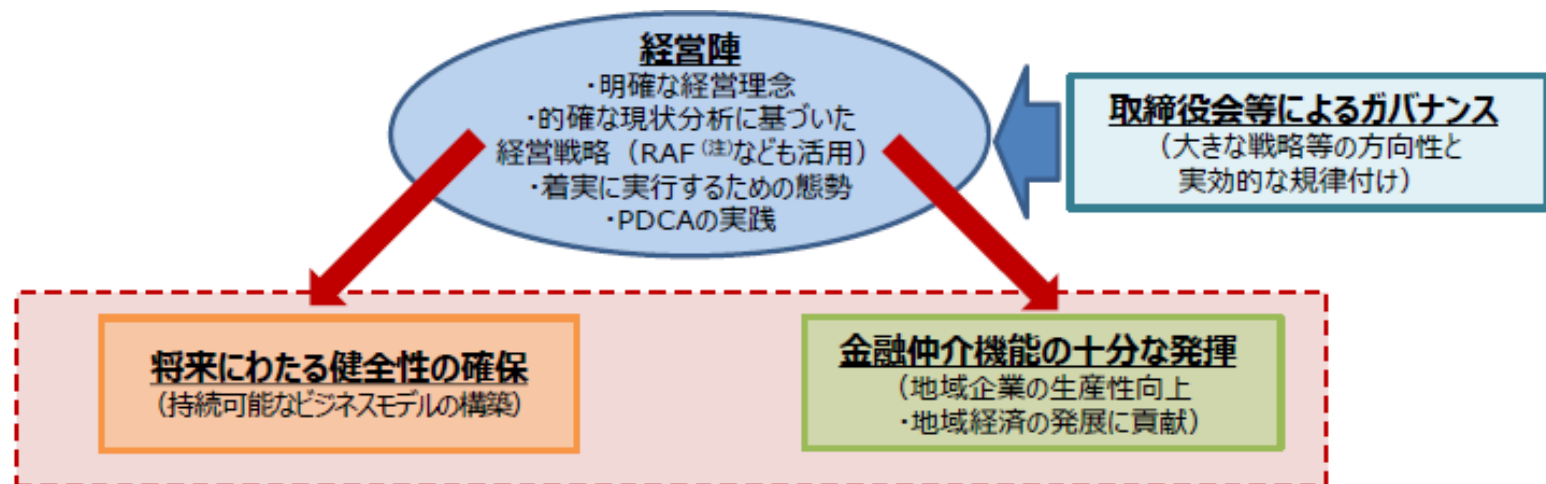 経営陣
・明確な経営理念
・的確な現状分析に基づいた
経営戦略（RAF（注）なども活用）
・着実に実行するための態勢
・PDCAの実践
取締役会等によるガバナンス
（大きな戦略等の方向性と
実効的な規律付け）
将来にわたる健全性の確保
（持続可能なビジネスモデルの構築）
金融仲介機能の十分な発揮
（地域企業の生産性向上
・地域経済の発展に貢献）